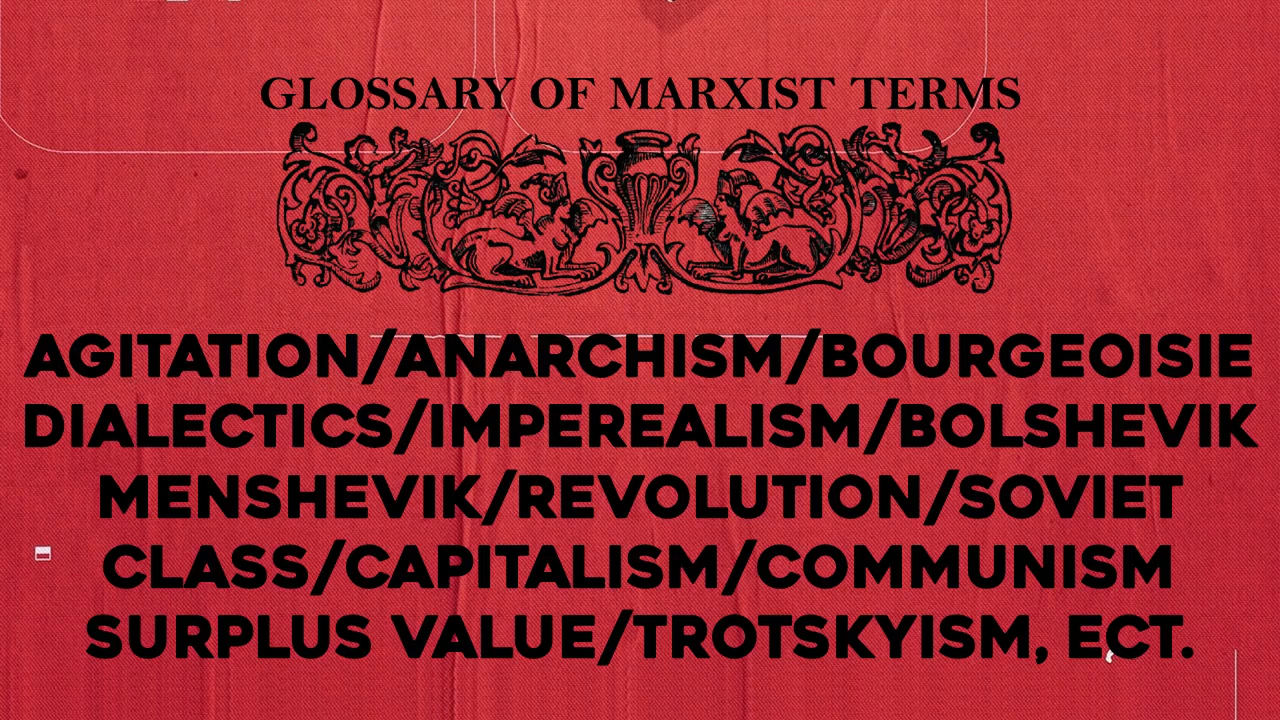 GLOSSARY OF MARXIST TERMS
AGITATION/ANARCHISM/BOURGEOISIE
DIALECTICS/IMPEREALISM/BOLSHEVIK
MENSHEVIK/REVOLUTION/SOVIET
CLASS/CAPITALISM/COMMUNISM
SURPLUS VALUE/TROTSKYISM, ECT.